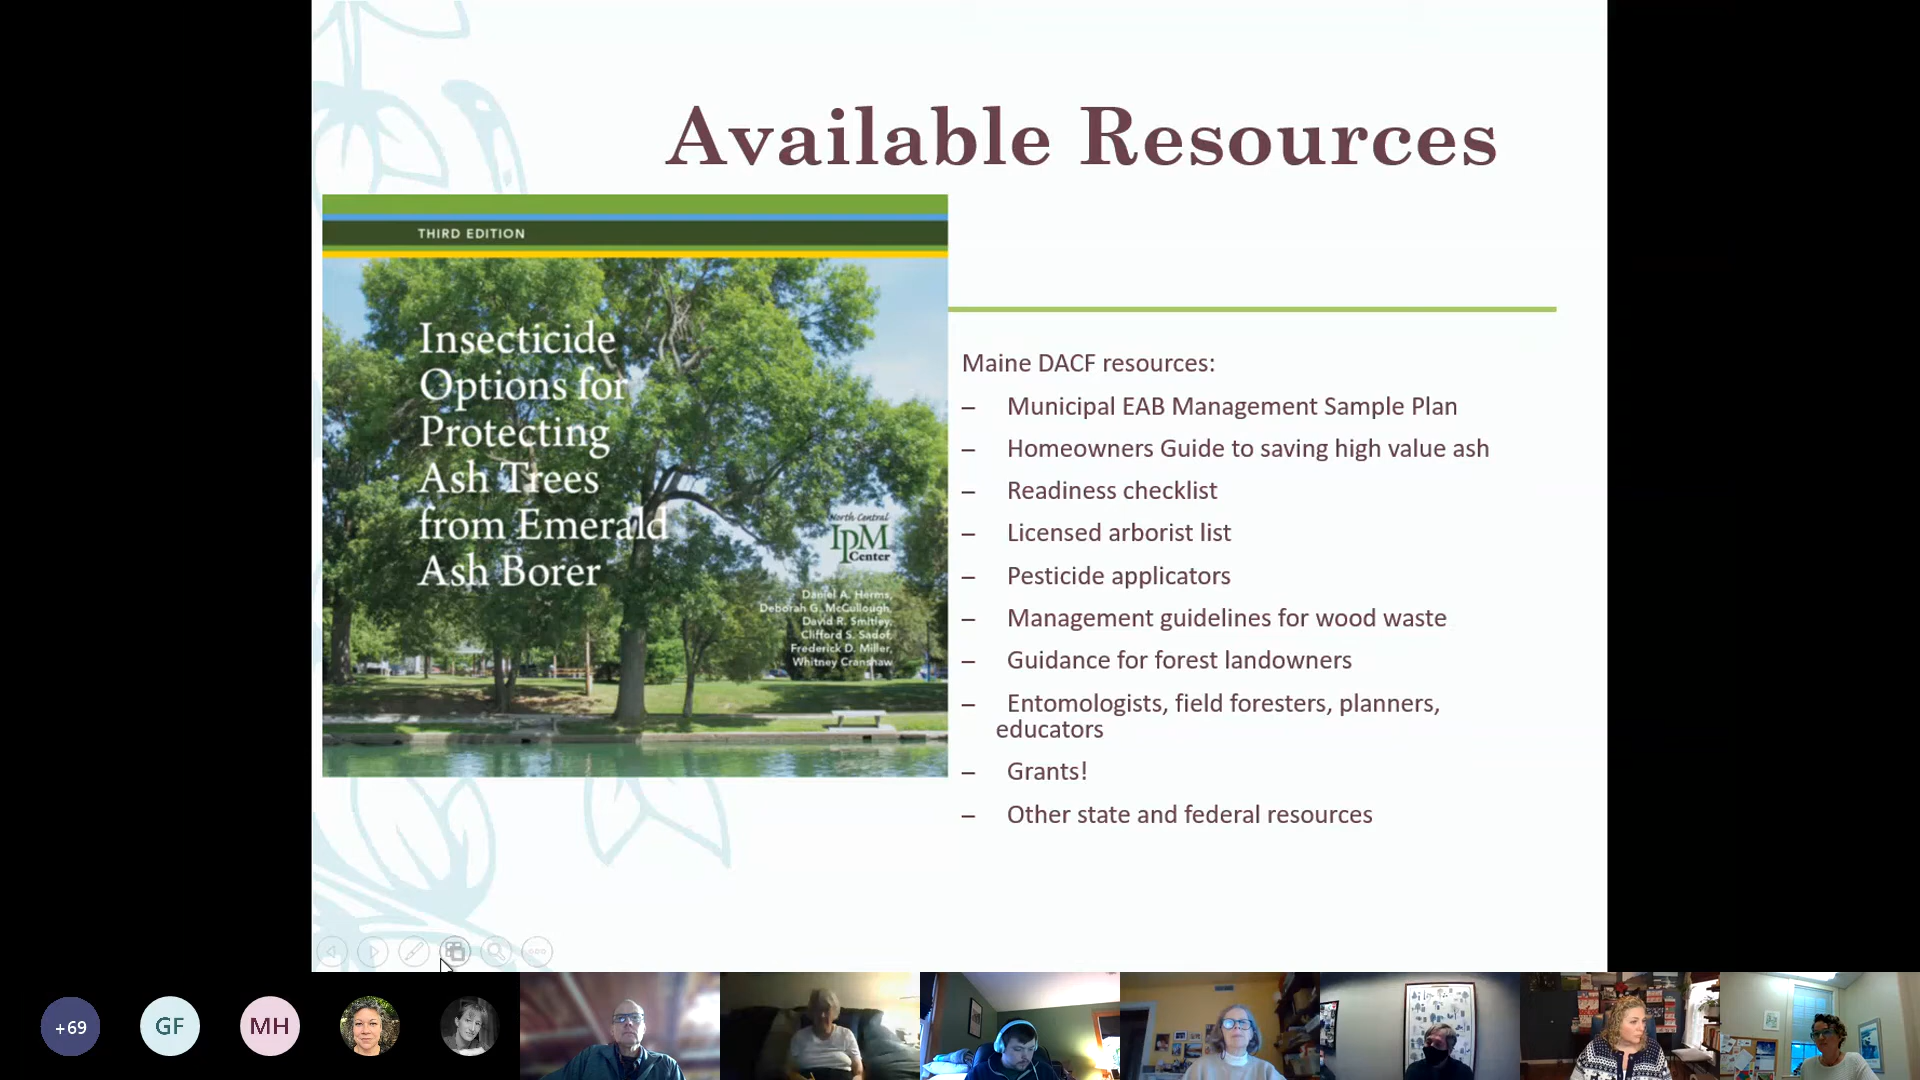 Available Resources
THIRD EDITION
Insecticide
Options for
Protecting
Ash Trees
from Emerald
Ash Borer
North Central
IPM
Center
Daniel A. Herms,
Deborah G. McCullough,
David R. Smitley,
Clifford S. Sadof,
Frederick D. Miller,
Whitney Cranshaw
Maine DACF resources:
– Municipal EAB Management Sample Plan
– Homeowners Guide to saving high value ash
– Readiness checklist
– Licensed arborist list
– Pesticide applicators
– Management guidelines for wood waste
– Guidance for forest landowners
– Entomologists, field foresters, planners,
educators
– Grants!
– Other state and federal resources
+69
GF
MH